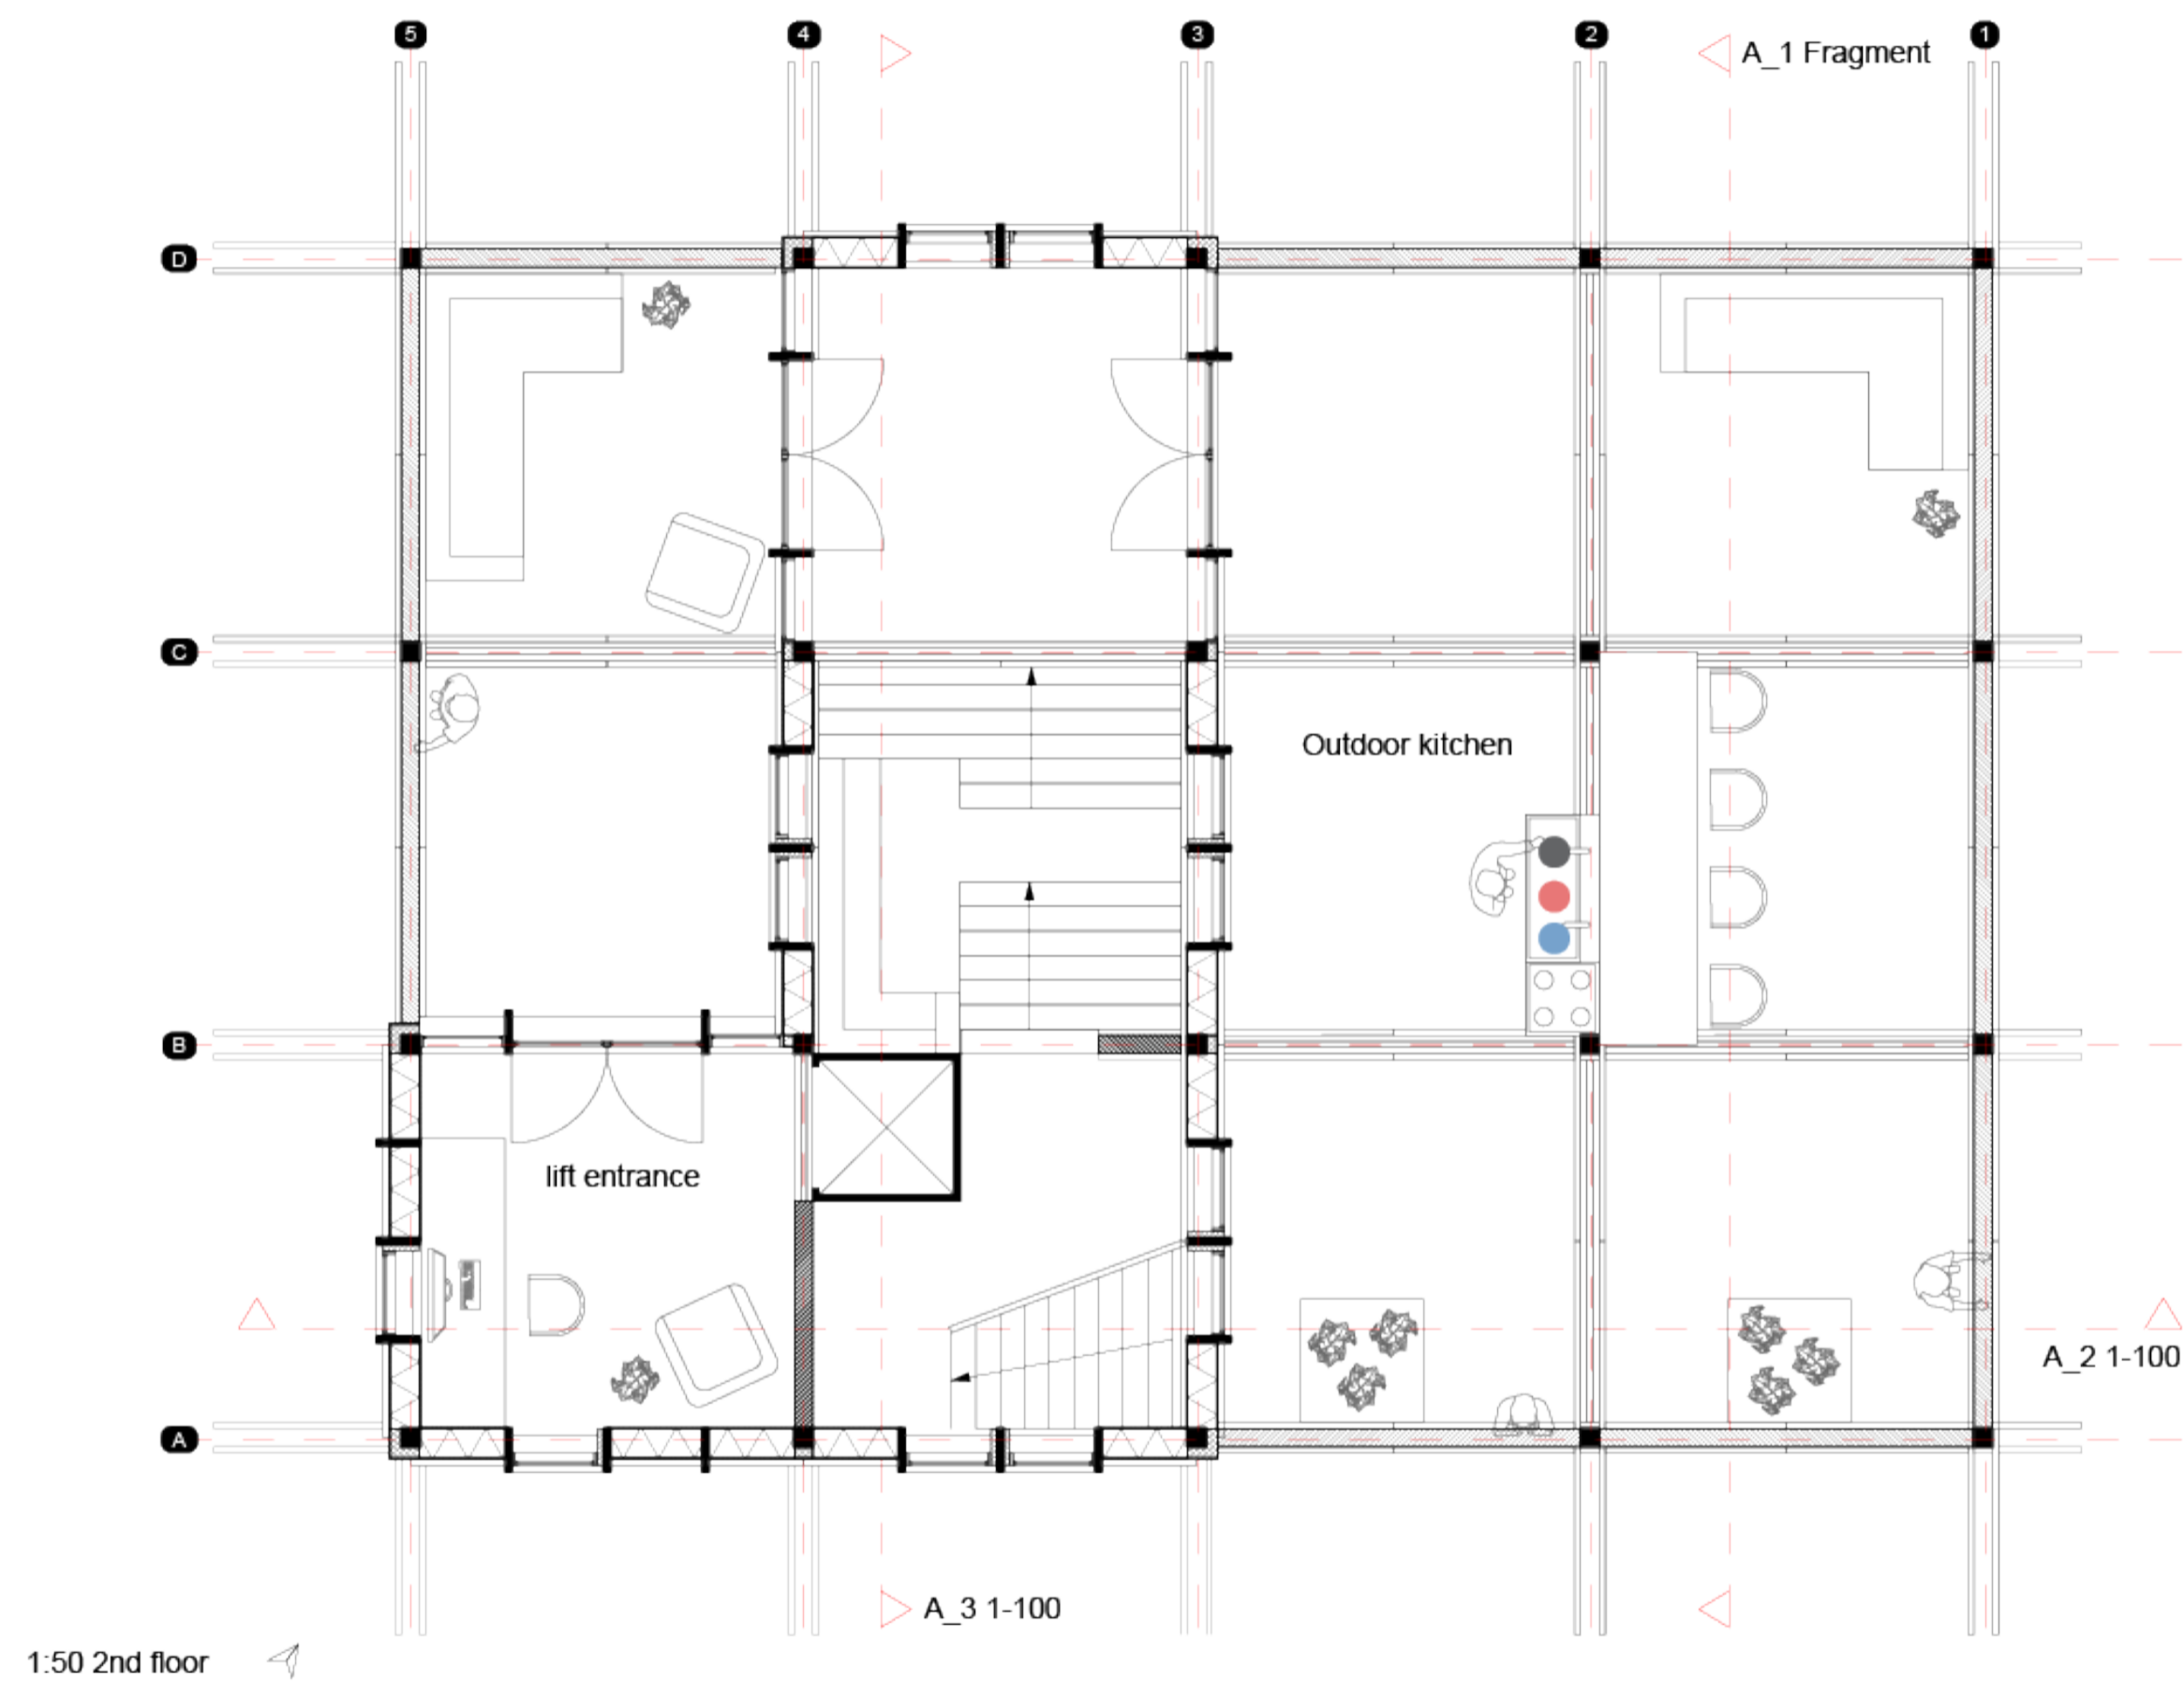 5
4
3
2
1
A_1 Fragment
D
C
Outdoor kitchen
B
lift entrance
A_2 1-100
A
A_3 1-100
1:50 2nd floor